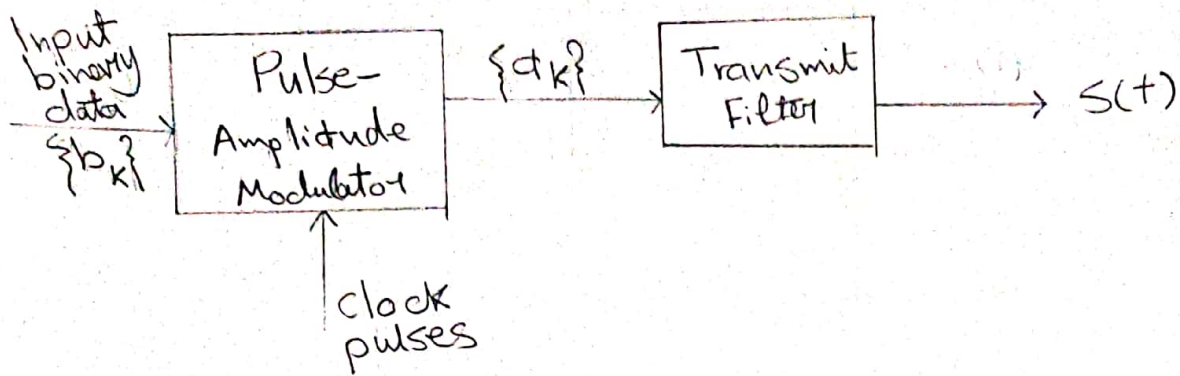 Input
binary
data
{b_k}
Pulse-
Amplitude
Modulator
clock
pulses
{a_k}
Transmit
Filter
s(t)